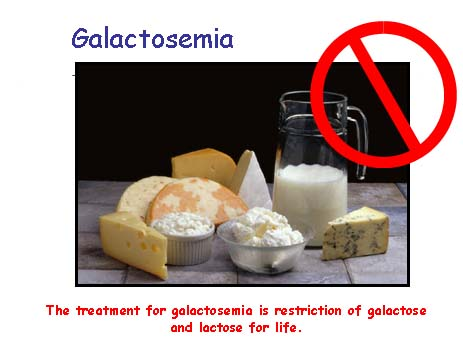 Galactosemia
The treatment for galactosemia is restriction of galactose
and lactose for life.